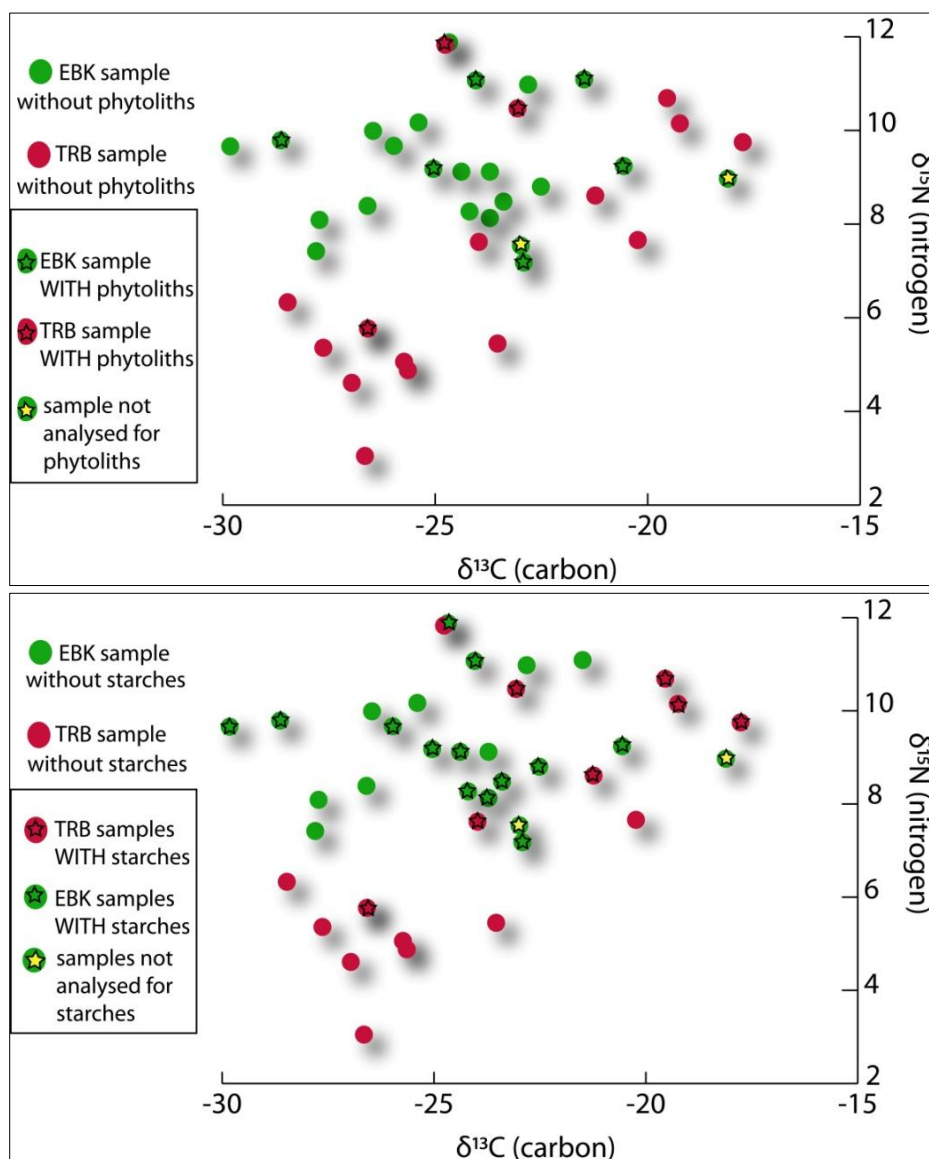 EBK sample
without phytoliths
TRB sample
without phytoliths
EBK sample
WITH phytoliths
TRB sample
WITH phytoliths
sample not
analysed for
phytoliths
12
10
8
6
4
2
δ¹⁵N (nitrogen)
-30 -25 -20 -15
δ¹³C (carbon)
EBK sample
without starches
TRB sample
without starches
TRB samples
WITH starches
EBK samples
WITH starches
samples not
analysed for
starches
12
10
8
6
4
2
δ¹⁵N (nitrogen)
-30 -25 -20 -15
δ¹³C (carbon)